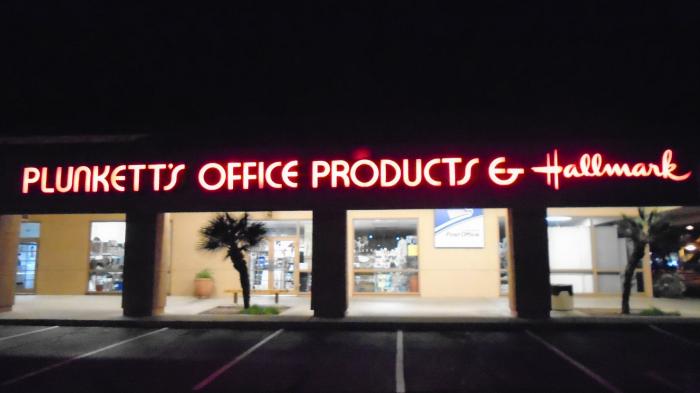 PLUNKETT'S OFFICE PRODUCTS & Hallmark
Post Office